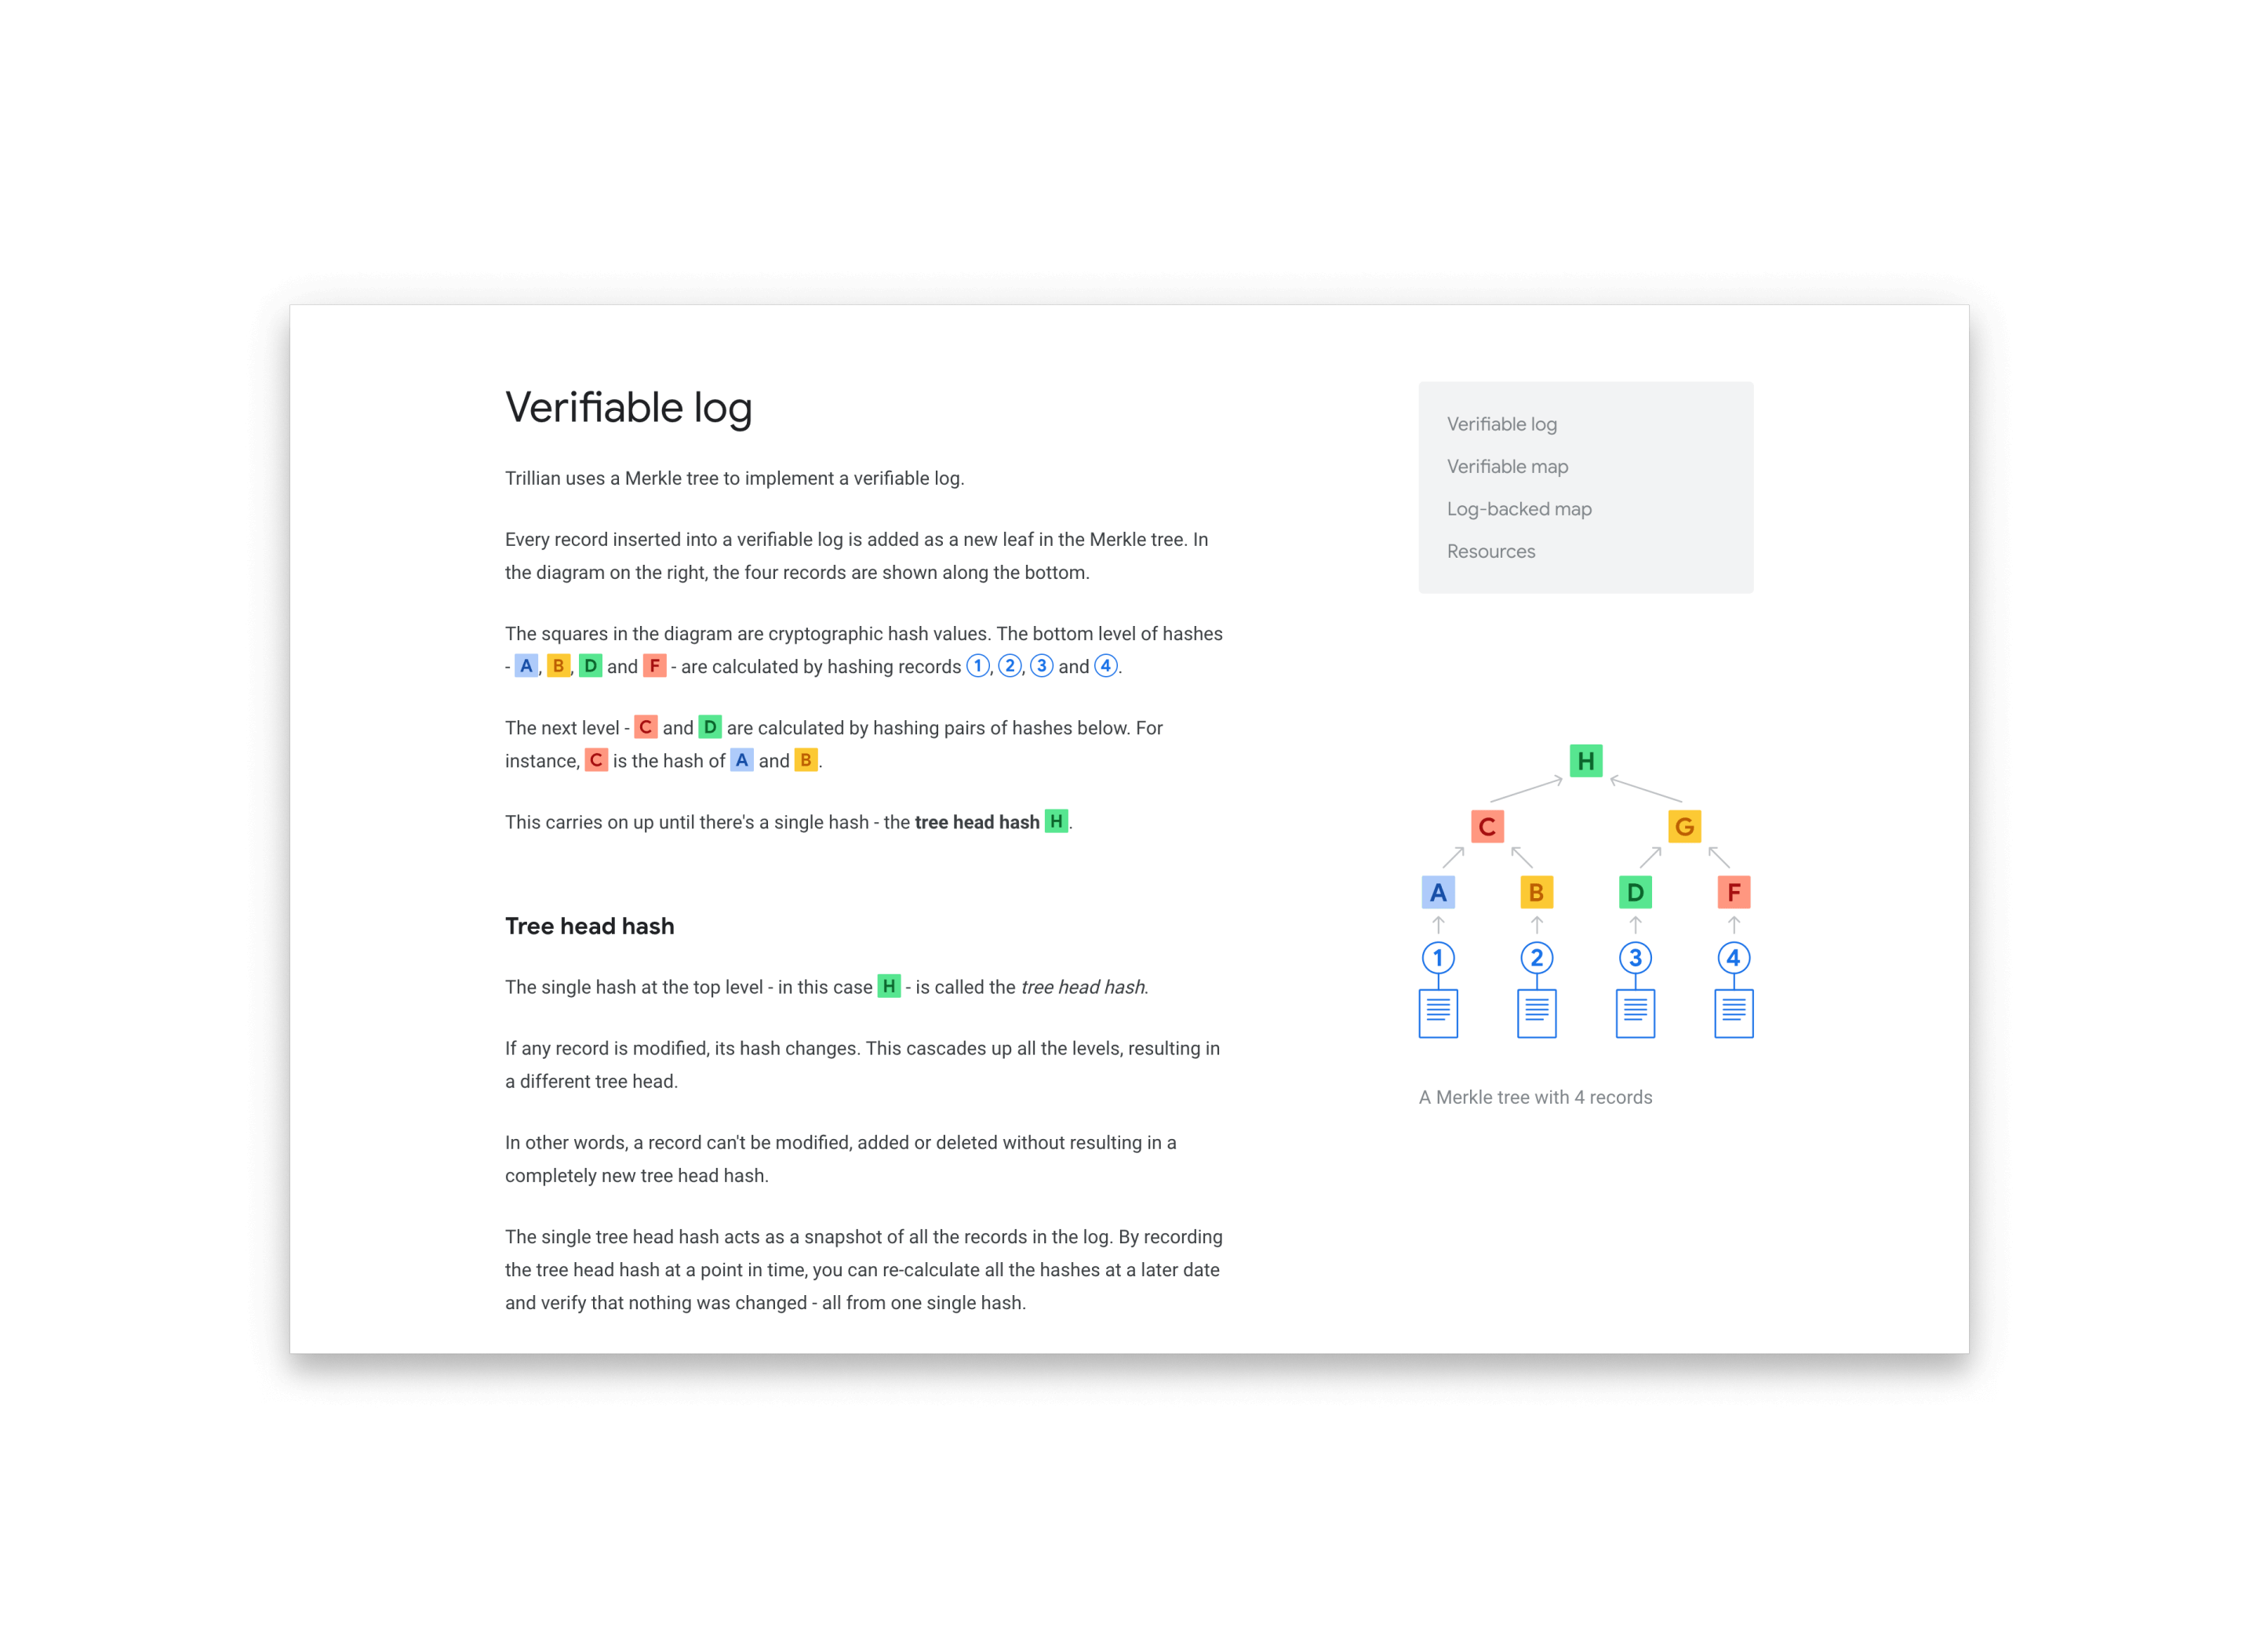 Verifiable log
Trillian uses a Merkle tree to implement a verifiable log.
Every record inserted into a verifiable log is added as a new leaf in the Merkle tree. In
the diagram on the right, the four records are shown along the bottom.
The squares in the diagram are cryptographic hash values. The bottom level of hashes
- A, B, D and F - are calculated by hashing records 1, 2, 3 and 4.
The next level - C and D are calculated by hashing pairs of hashes below. For
instance, C is the hash of A and B.
This carries on up until there's a single hash - the tree head hash H.
Tree head hash
The single hash at the top level - in this case H - is called the tree head hash.
If any record is modified, its hash changes. This cascades up all the levels, resulting in
a different tree head.
In other words, a record can't be modified, added or deleted without resulting in a
completely new tree head hash.
The single tree head hash acts as a snapshot of all the records in the log. By recording
the tree head hash at a point in time, you can re-calculate all the hashes at a later date
and verify that nothing was changed - all from one single hash.
Verifiable log
Verifiable map
Log-backed map
Resources
H
C G
A B D F
1 2 3 4
A Merkle tree with 4 records